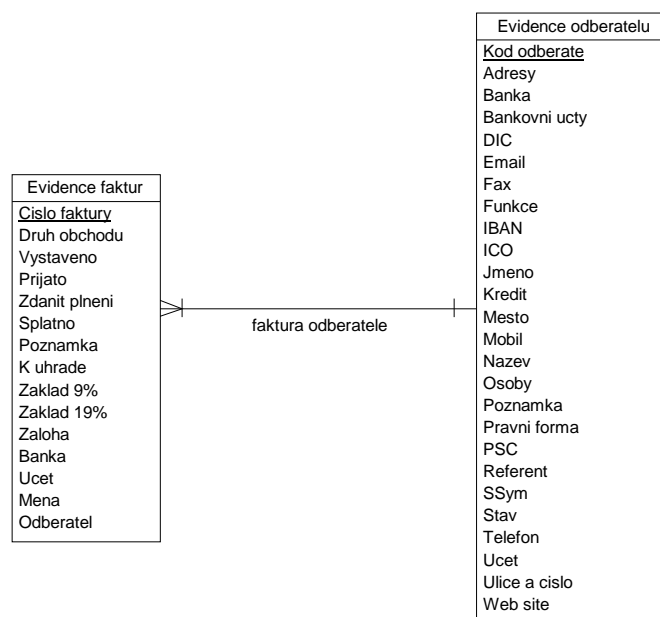 Evidence odberatelu
Kod odberate
Adresy
Banka
Bankovni ucty
DIC
Email
Fax
Funkce
IBAN
ICO
Jmeno
Kredit
Mesto
Mobil
Nazev
Osoby
Poznamka
Pravni forma
PSC
Referent
SSym
Stav
Telefon
Ucet
Ulice a cislo
Web site
Evidence faktur
Cislo faktury
Druh obchodu
Vystaveno
Prijato
Zdanit plneni
Splatno
Poznamka
K uhrade
Zaklad 9%
Zaklad 19%
Zaloha
Banka
Ucet
Mena
Odberatel
faktura odberatele